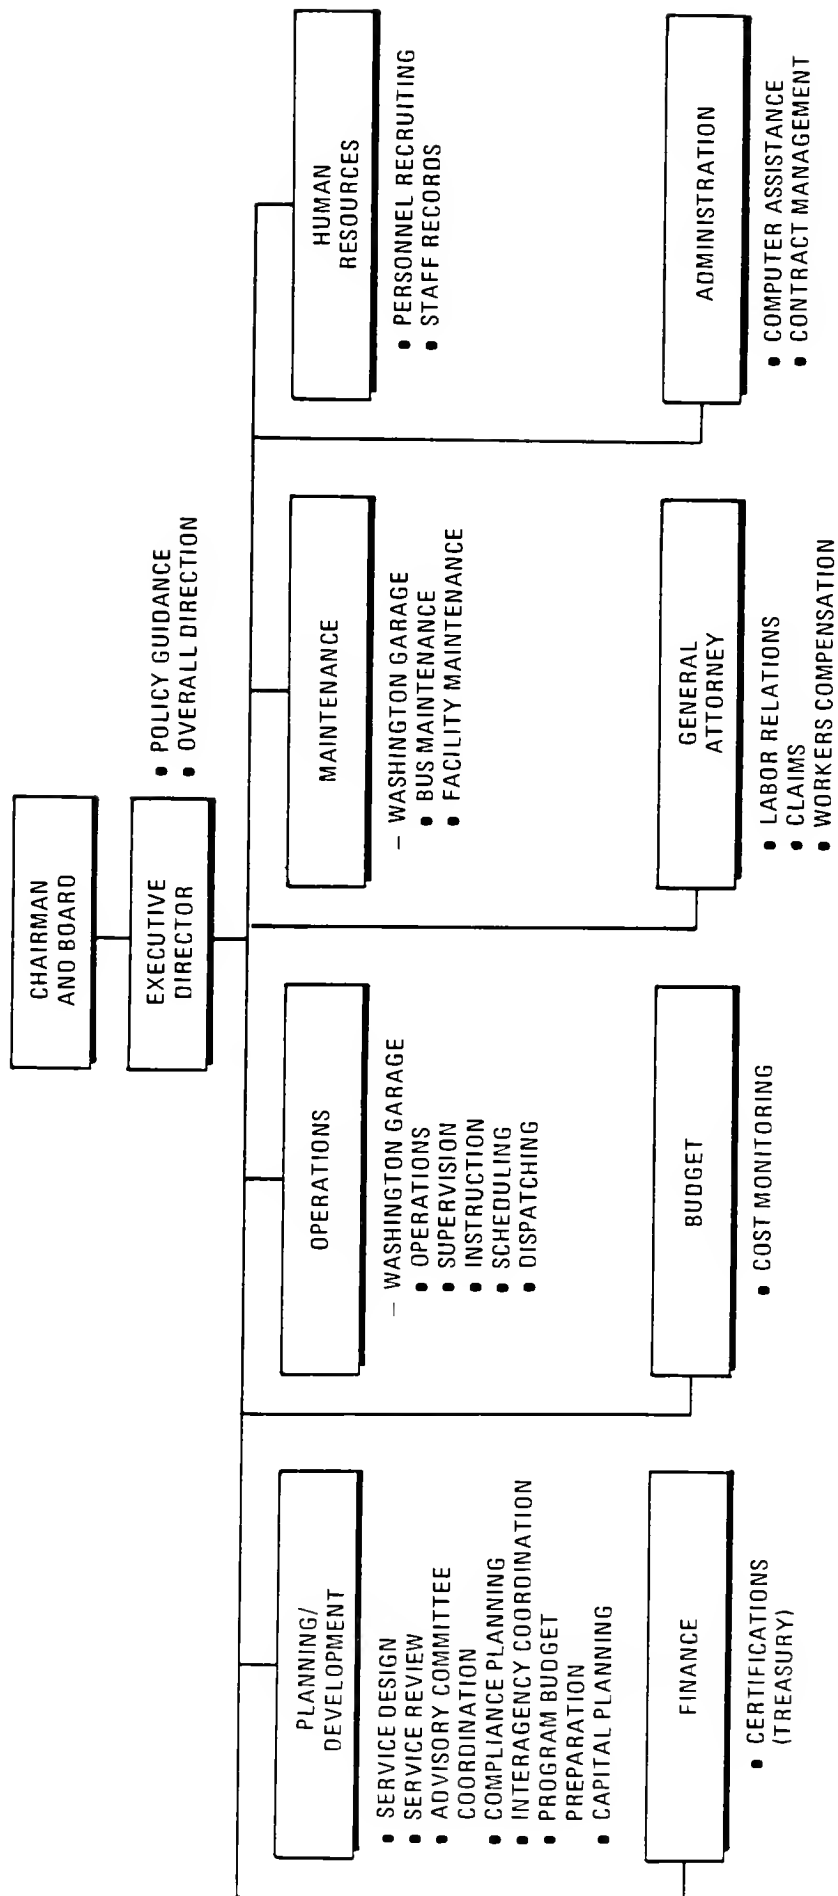 CHAIRMAN
AND BOARD
EXECUTIVE
DIRECTOR
• POLICY GUIDANCE
• OVERALL DIRECTION
PLANNING/
DEVELOPMENT
• SERVICE DESIGN
• SERVICE REVIEW
• ADVISORY COMMITTEE
COORDINATION
• COMPLIANCE PLANNING
• INTERAGENCY COORDINATION
• PROGRAM BUDGET
PREPARATION
• CAPITAL PLANNING
OPERATIONS
– WASHINGTON GARAGE
• OPERATIONS
• SUPERVISION
• INSTRUCTION
• SCHEDULING
• DISPATCHING
MAINTENANCE
– WASHINGTON GARAGE
• BUS MAINTENANCE
• FACILITY MAINTENANCE
HUMAN
RESOURCES
• PERSONNEL RECRUITING
• STAFF RECORDS
FINANCE
• CERTIFICATIONS
(TREASURY)
BUDGET
• COST MONITORING
GENERAL
ATTORNEY
• LABOR RELATIONS
• CLAIMS
• WORKERS COMPENSATION
ADMINISTRATION
• COMPUTER ASSISTANCE
• CONTRACT MANAGEMENT